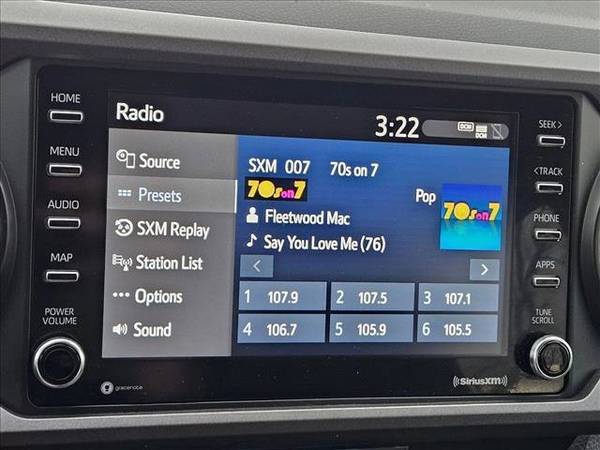 HOME
MENU
AUDIO
MAP
POWER
VOLUME
Radio
3:22
DCM
Source
Presets
SXM Replay
Station List
Options
Sound
SXM 007 70s on 7
70s on 7
Pop
70s on 7
Fleetwood Mac
Say You Love Me (76)
1 107.9
2 107.5
3 107.1
4 106.7
5 105.9
6 105.5
SEEK >
< TRACK
PHONE
APPS
TUNE
SCROLL
gracenote
SiriusXM